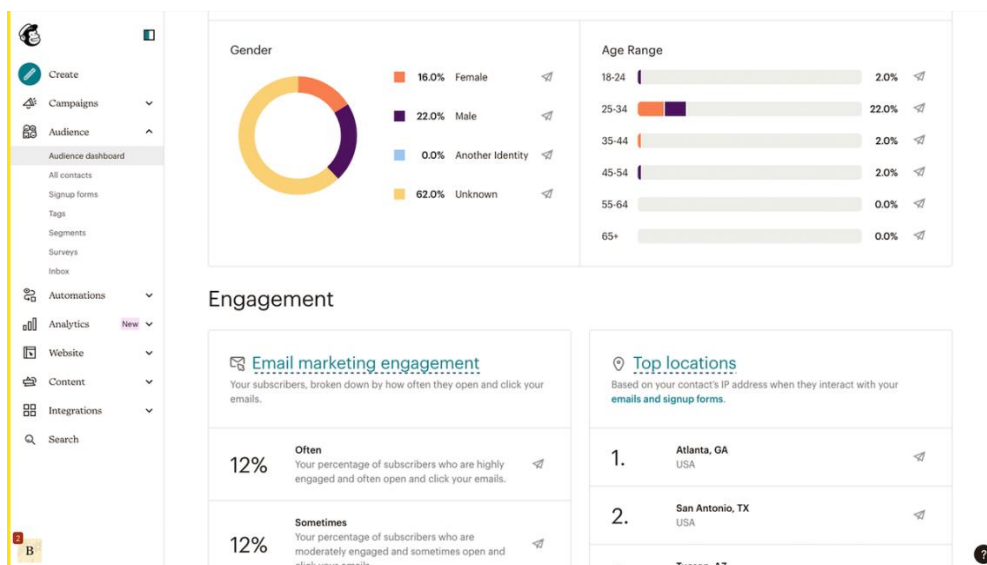 Create
Campaigns
Audience
Audience dashboard
All contacts
Signup forms
Tags
Segments
Surveys
Inbox
Automations
Analytics New
Website
Content
Integrations
Search
2
B
Gender
16.0% Female
22.0% Male
0.0% Another Identity
62.0% Unknown
Age Range
18-24 2.0%
25-34 22.0%
35-44 2.0%
45-54 2.0%
55-64 0.0%
65+ 0.0%
Engagement
Email marketing engagement
Your subscribers, broken down by how often they open and click your
emails.
12% Often
Your percentage of subscribers who are highly
engaged and often open and click your emails.
12% Sometimes
Your percentage of subscribers who are
moderately engaged and sometimes open and
Top locations
Based on your contact's IP address when they interact with your
emails and signup forms.
1. Atlanta, GA
USA
2. San Antonio, TX
USA
?